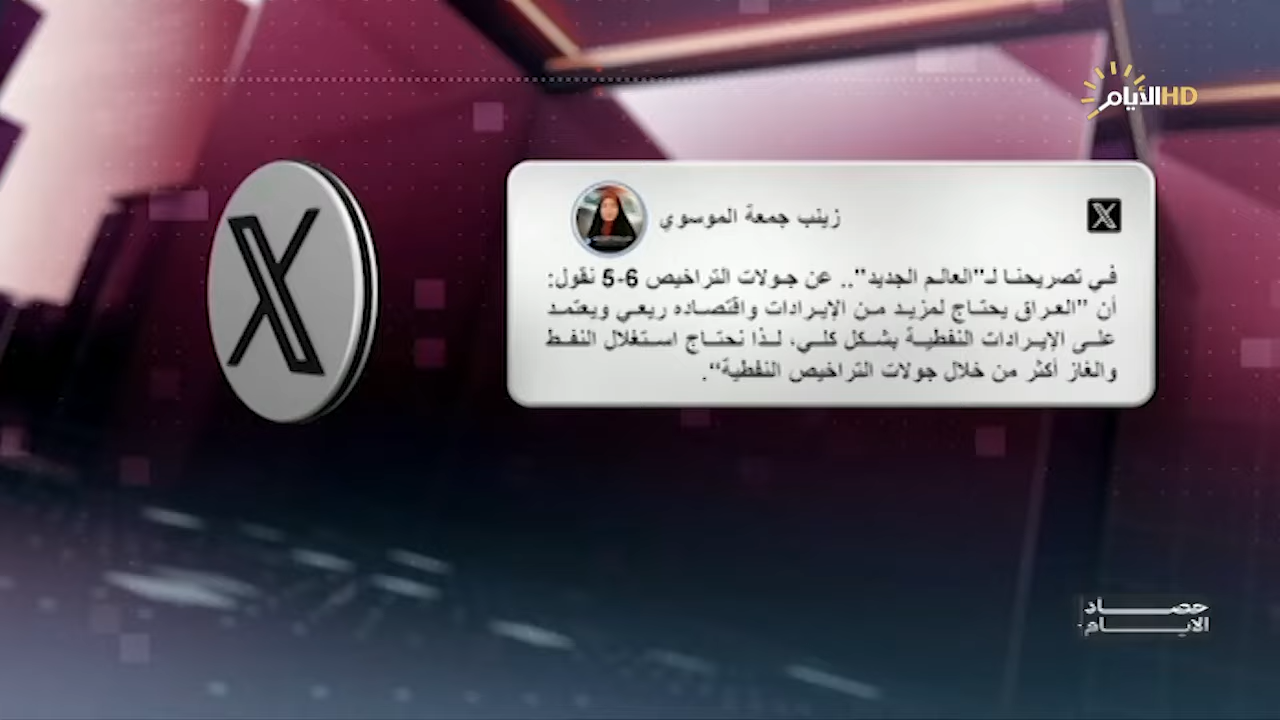 الأيام HD
زينب جمعة الموسوي
في تصريحنا لـ"العالم الجديد".. عن جولات التراخيص 6-5 نقول:
أن "العراق يحتاج لمزيد من الإيرادات واقتصاده ريعي ويعتمد
على الإيرادات النفطية بشكل كلي، لذا نحتاج استغلال النفط
والغاز أكثر من خلال جولات التراخيص النفطية".
حصاد
الايام